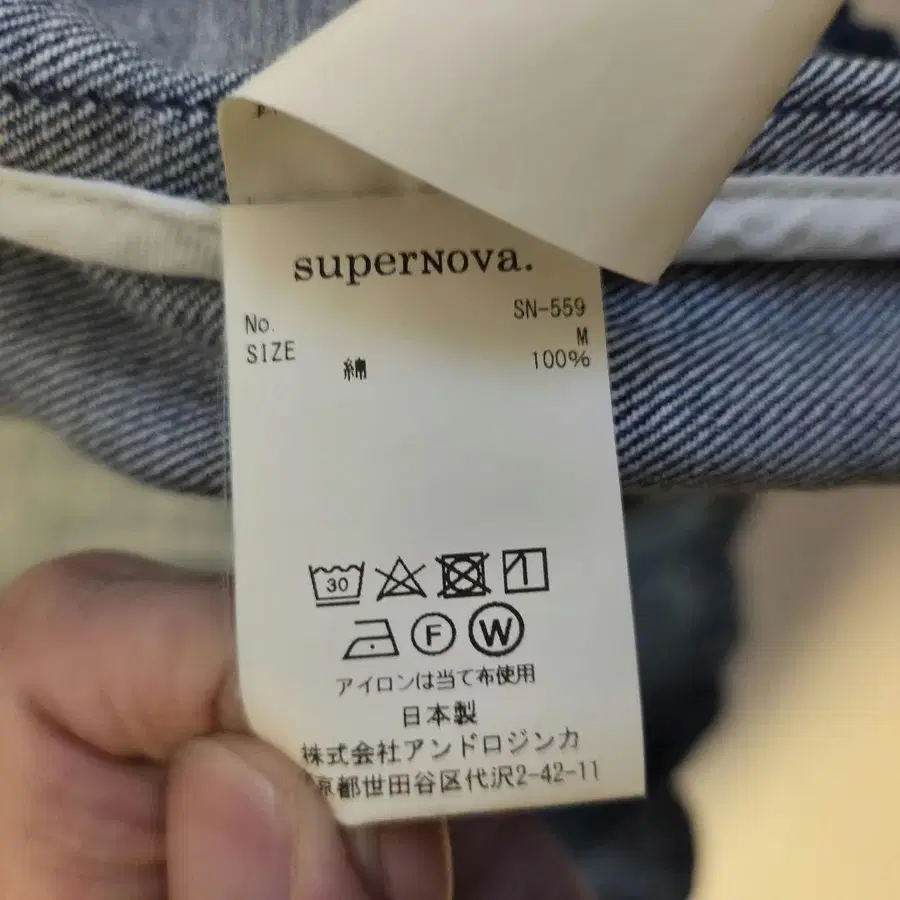 supernova.
No. SN-559
SIZE M
綿 100%
30
F W
アイロンは当て布使用
日本製
株式会社アンドロジンカ
京都世田谷区代沢2-42-11